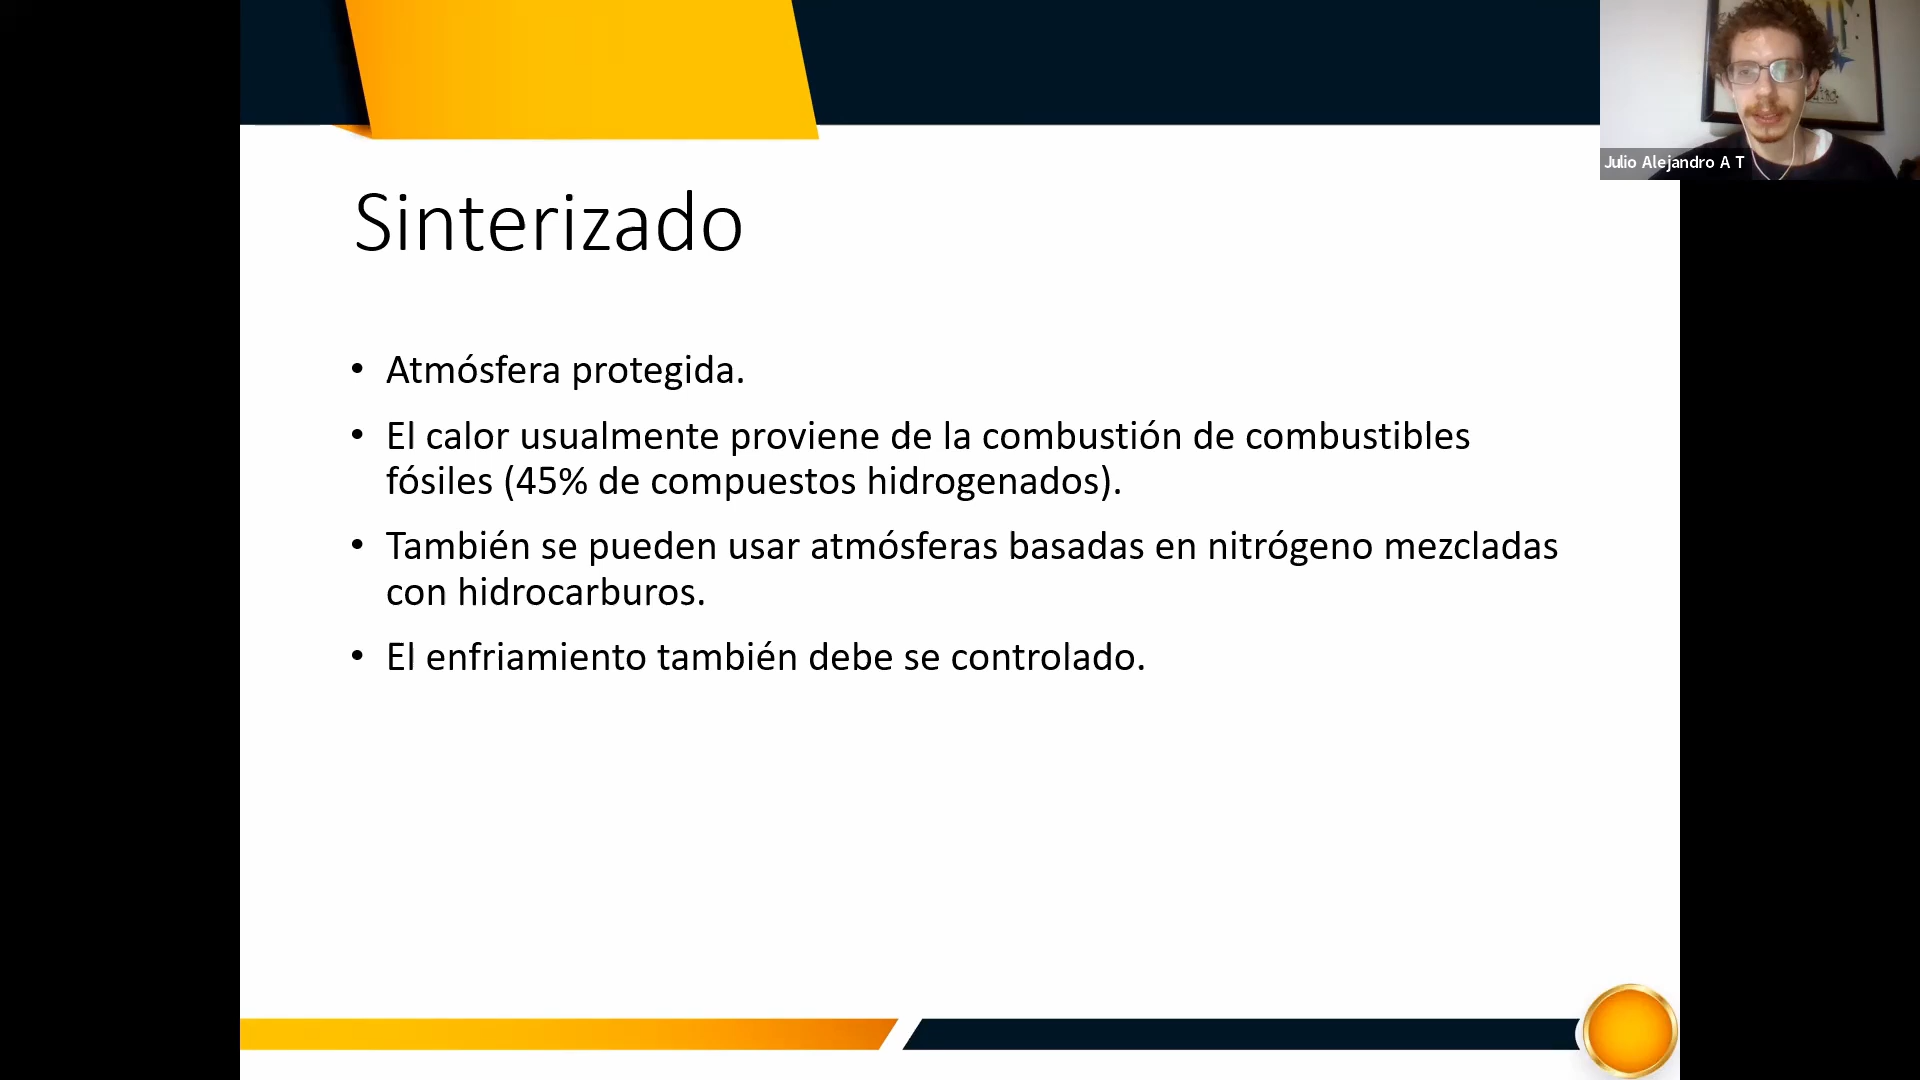 Julio Alejandro A T
Sinterizado
• Atmósfera protegida.
• El calor usualmente proviene de la combustión de combustibles
fósiles (45% de compuestos hidrogenados).
• También se pueden usar atmósferas basadas en nitrógeno mezcladas
con hidrocarburos.
• El enfriamiento también debe se controlado.